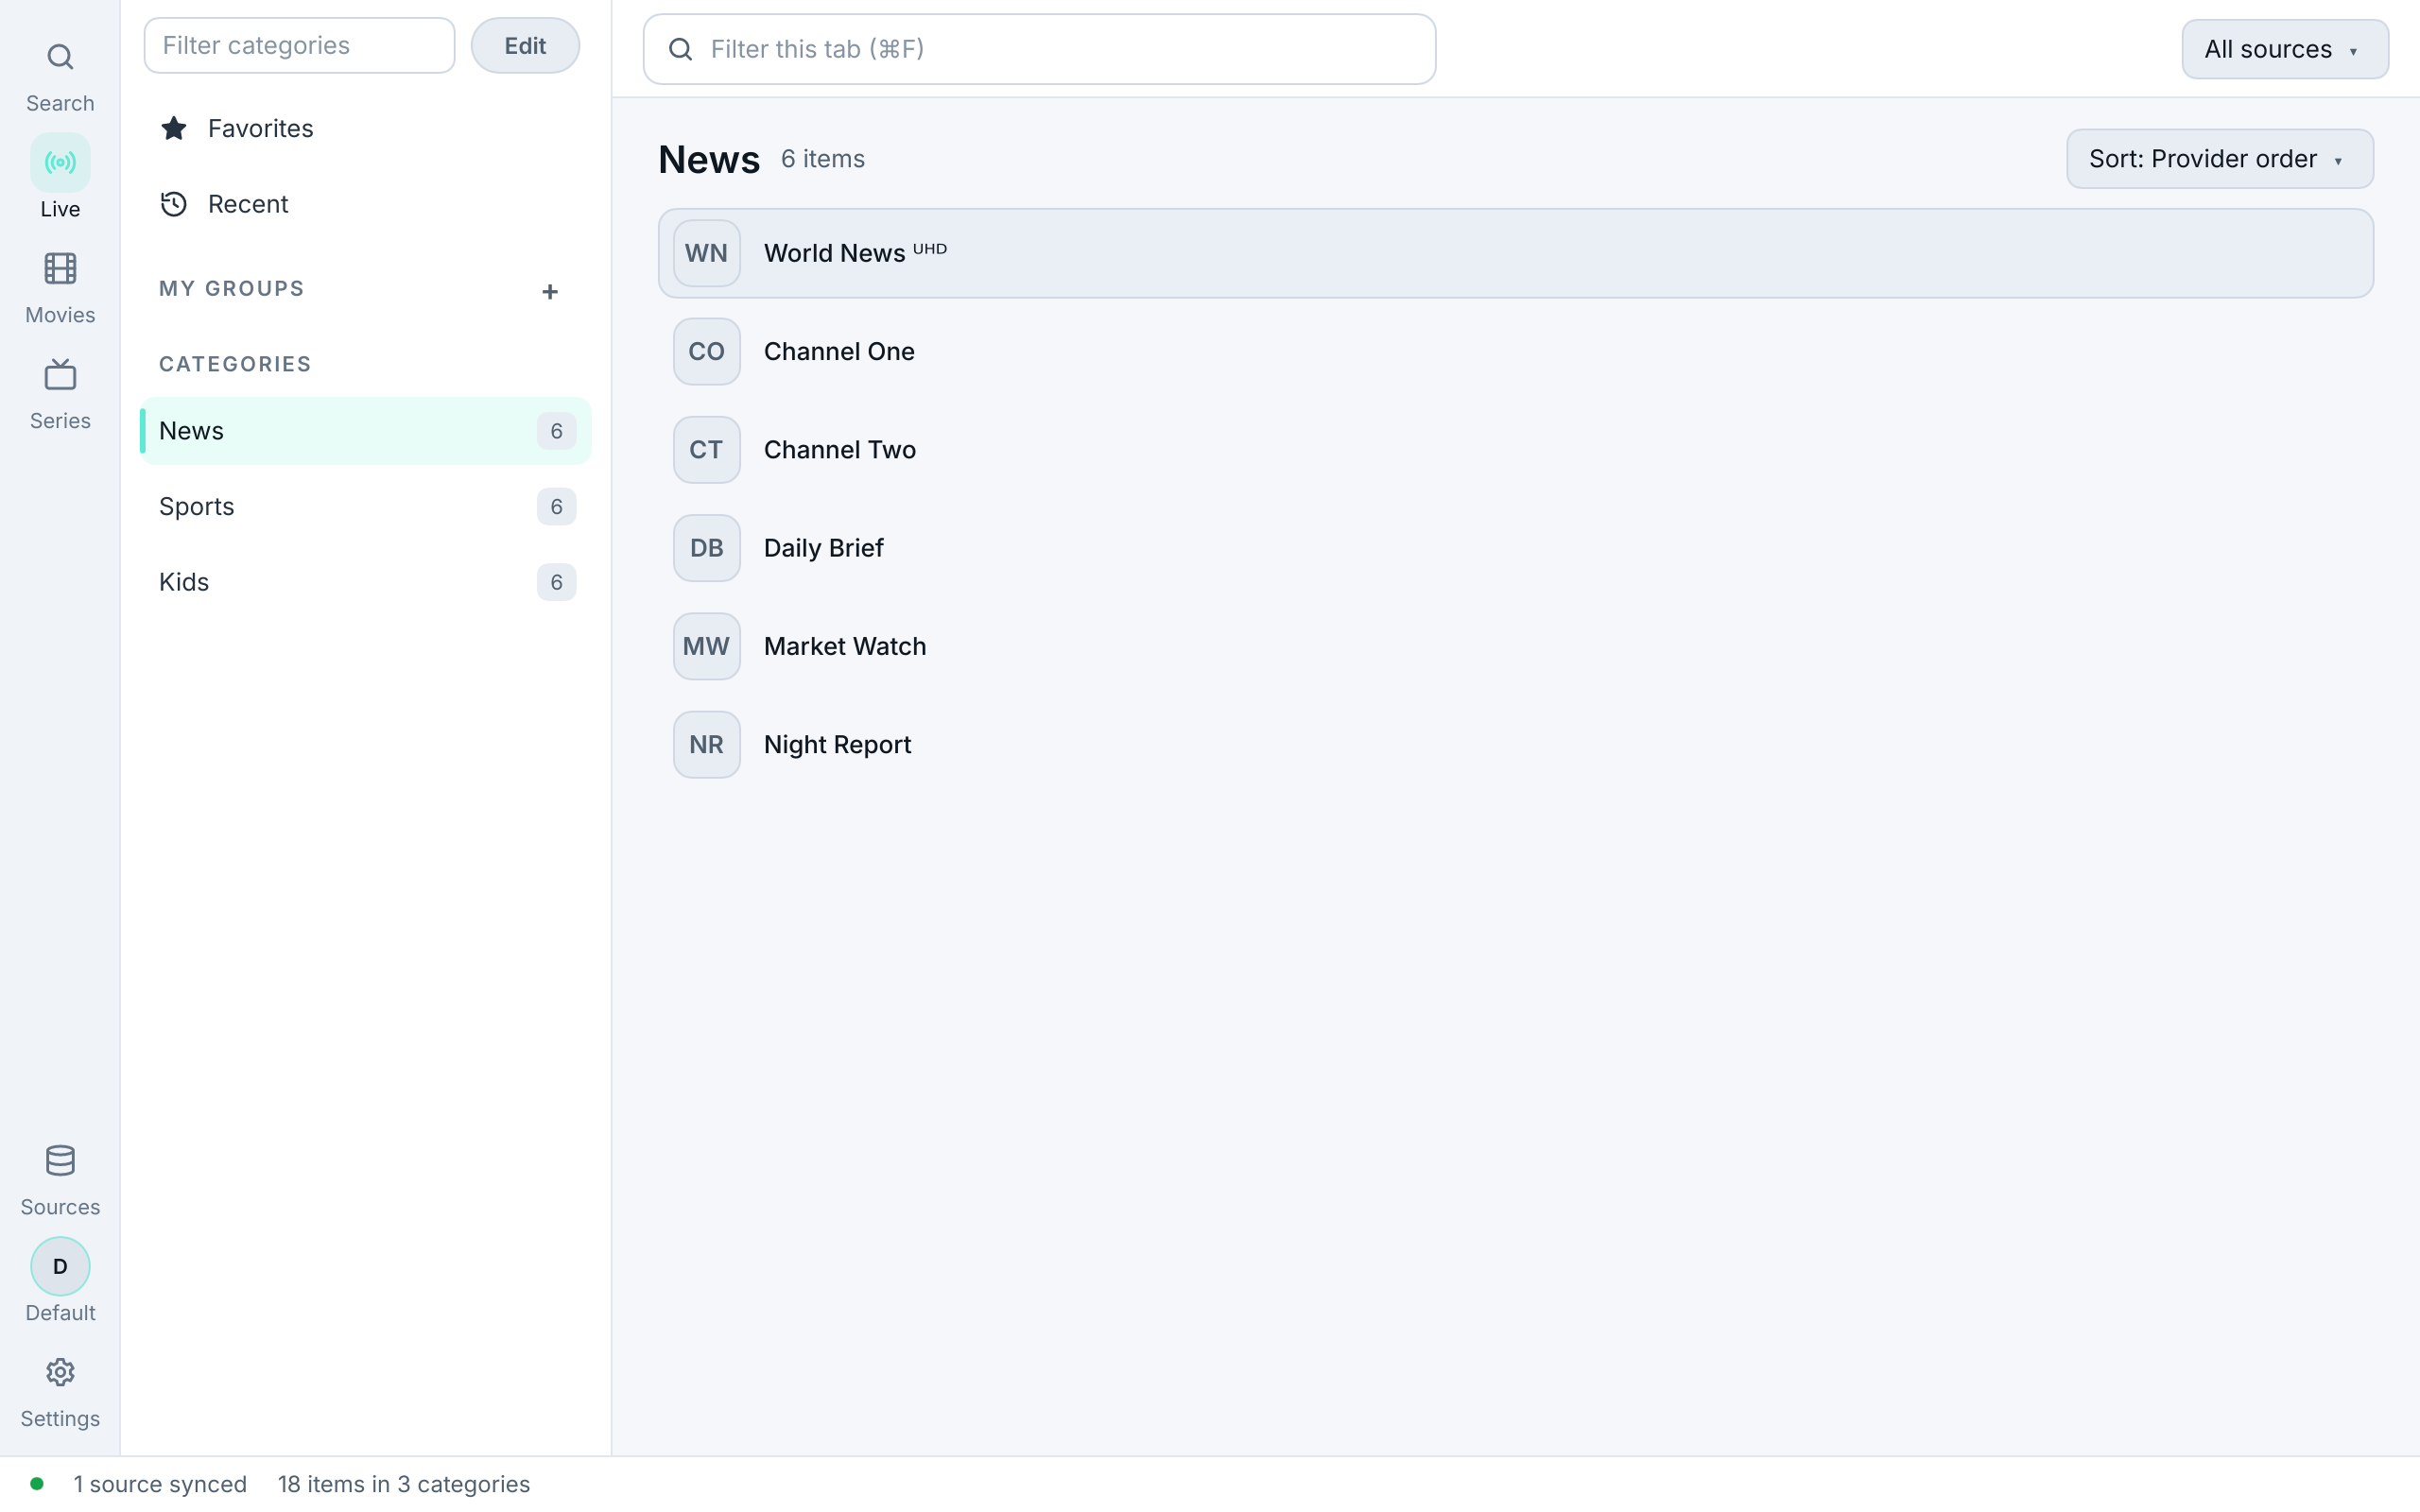 Search
Live
Movies
Series
Sources
D
Default
Settings
Filter categories
Edit
Favorites
Recent
MY GROUPS +
CATEGORIES
News 6
Sports 6
Kids 6
Filter this tab (⌘F)
All sources ▾
News 6 items
Sort: Provider order ▾
WN World News ᵁᴴᴰ
CO Channel One
CT Channel Two
DB Daily Brief
MW Market Watch
NR Night Report
1 source synced 18 items in 3 categories